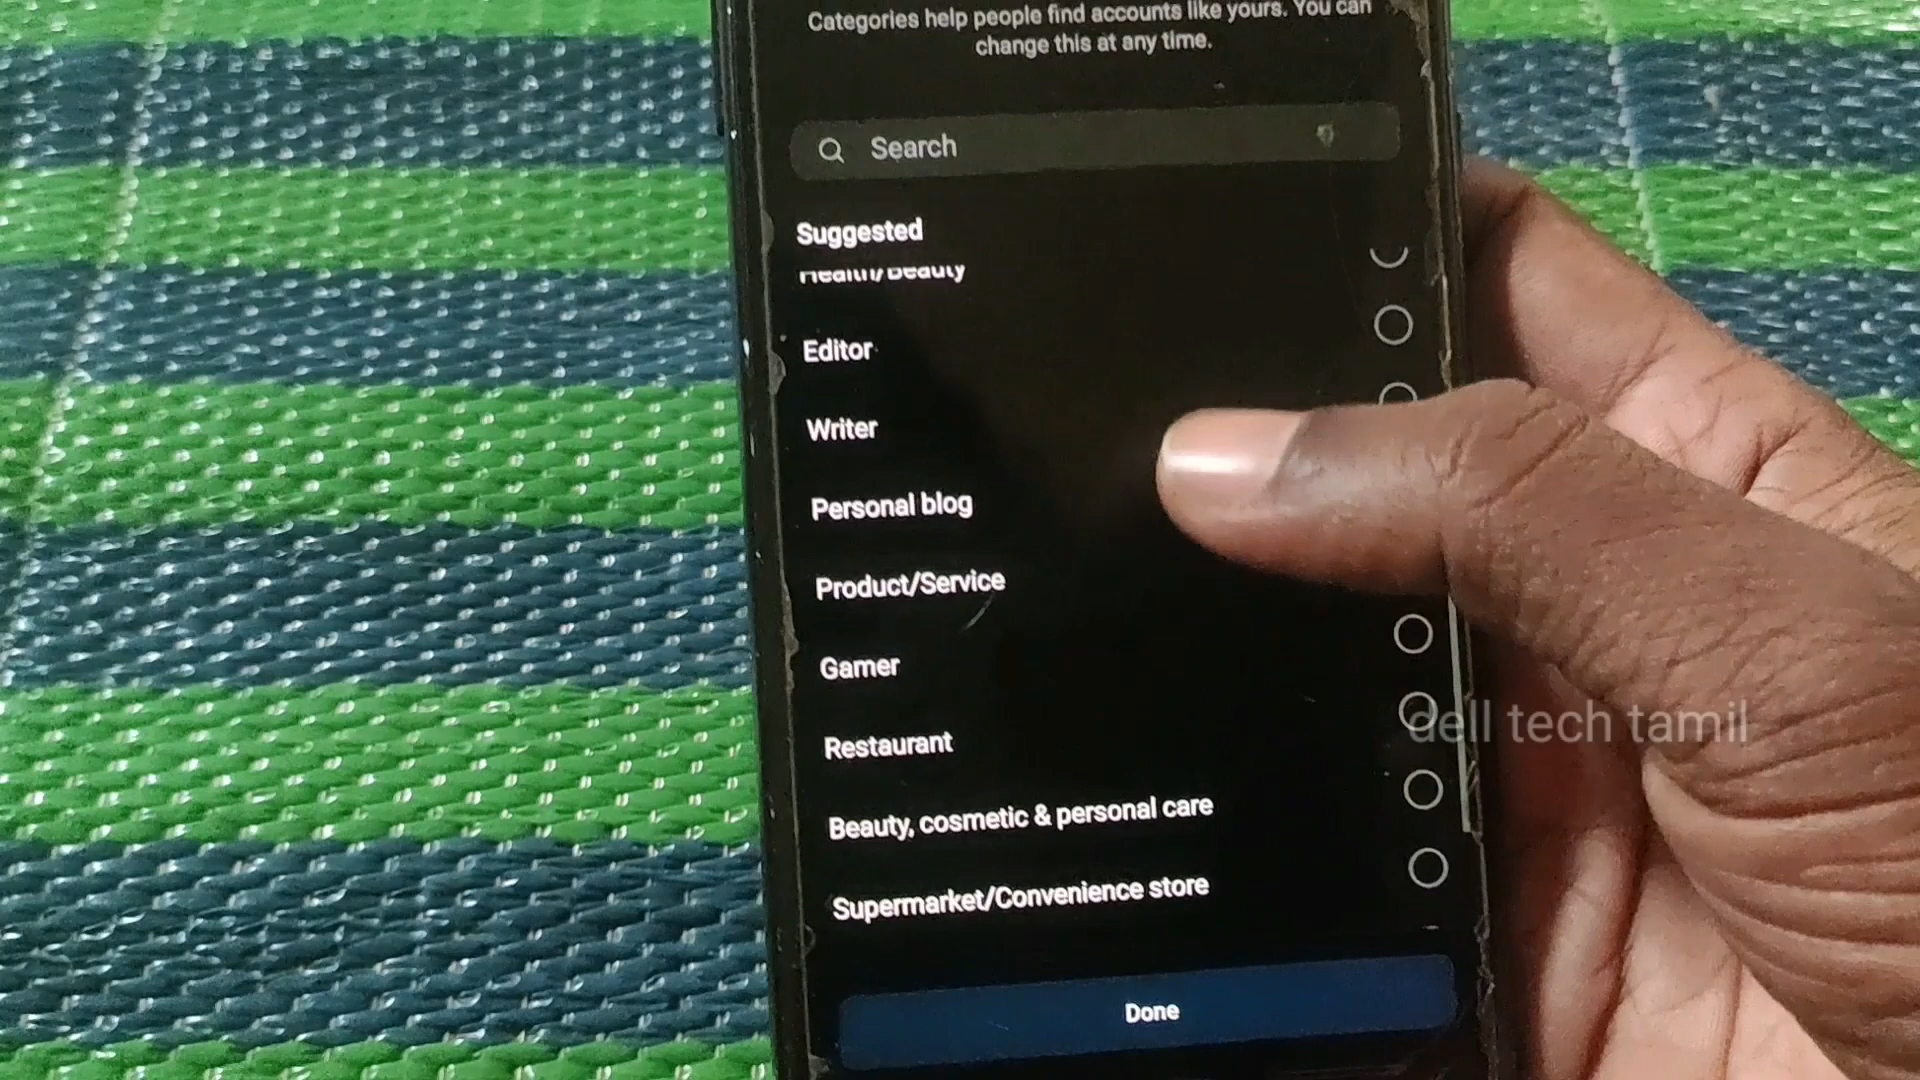 Categories help people find accounts like yours. You can
change this at any time.
Search
Suggested
Health/Beauty
Editor
Writer
Personal blog
Product/Service
Gamer
Restaurant
dell tech tamil
Beauty, cosmetic & personal care
Supermarket/Convenience store
Done